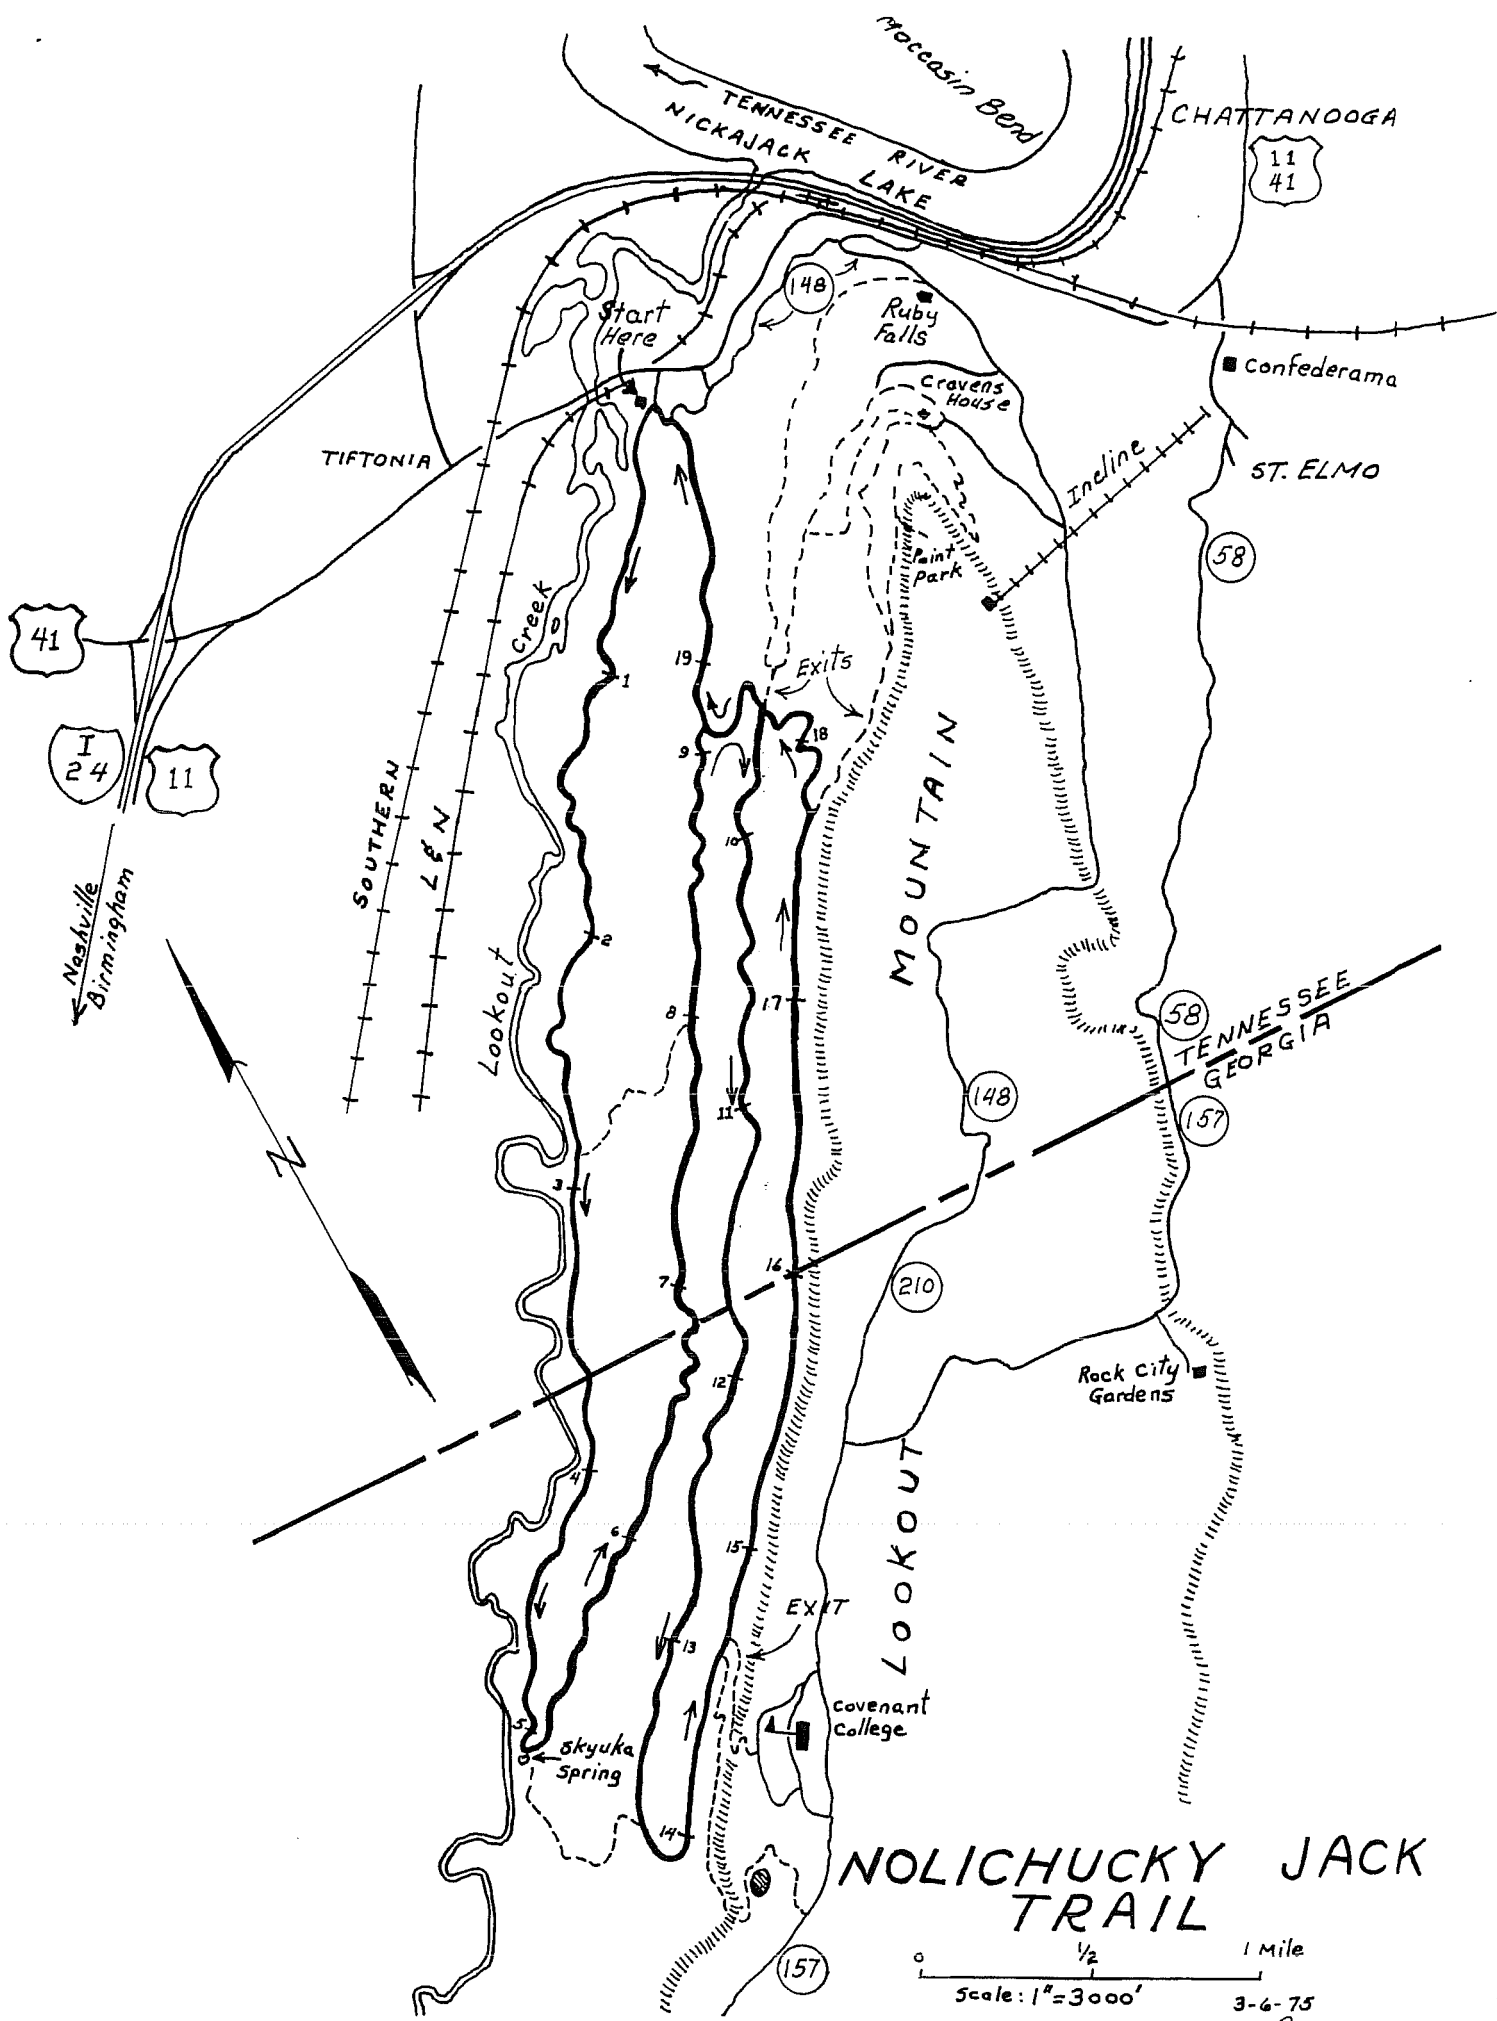 Moccasin Bend
TENNESSEE RIVER
NICKAJACK LAKE
CHATTANOOGA
11
41
148
Start
Here
Ruby
Falls
Confederama
Cravens
House
TIFTONIA
Incline
ST. ELMO
58
Point
Park
41
Creek
19
Exits
1
I
24
11
9
18
SOUTHERN
L & N
10
MOUNTAIN
Nashville
Birmingham
2
Lookout
8
17
58
TENNESSEE
GEORGIA
148
11
157
N
3
16
7
210
12
Rock City
Gardens
4
LOOKOUT
6
15
EXIT
13
Covenant
College
5
Skyuka
Spring
14
NOLICHUCKY JACK
TRAIL
0 1/2 1 Mile
157
Scale: 1"=3000'
3-6-75